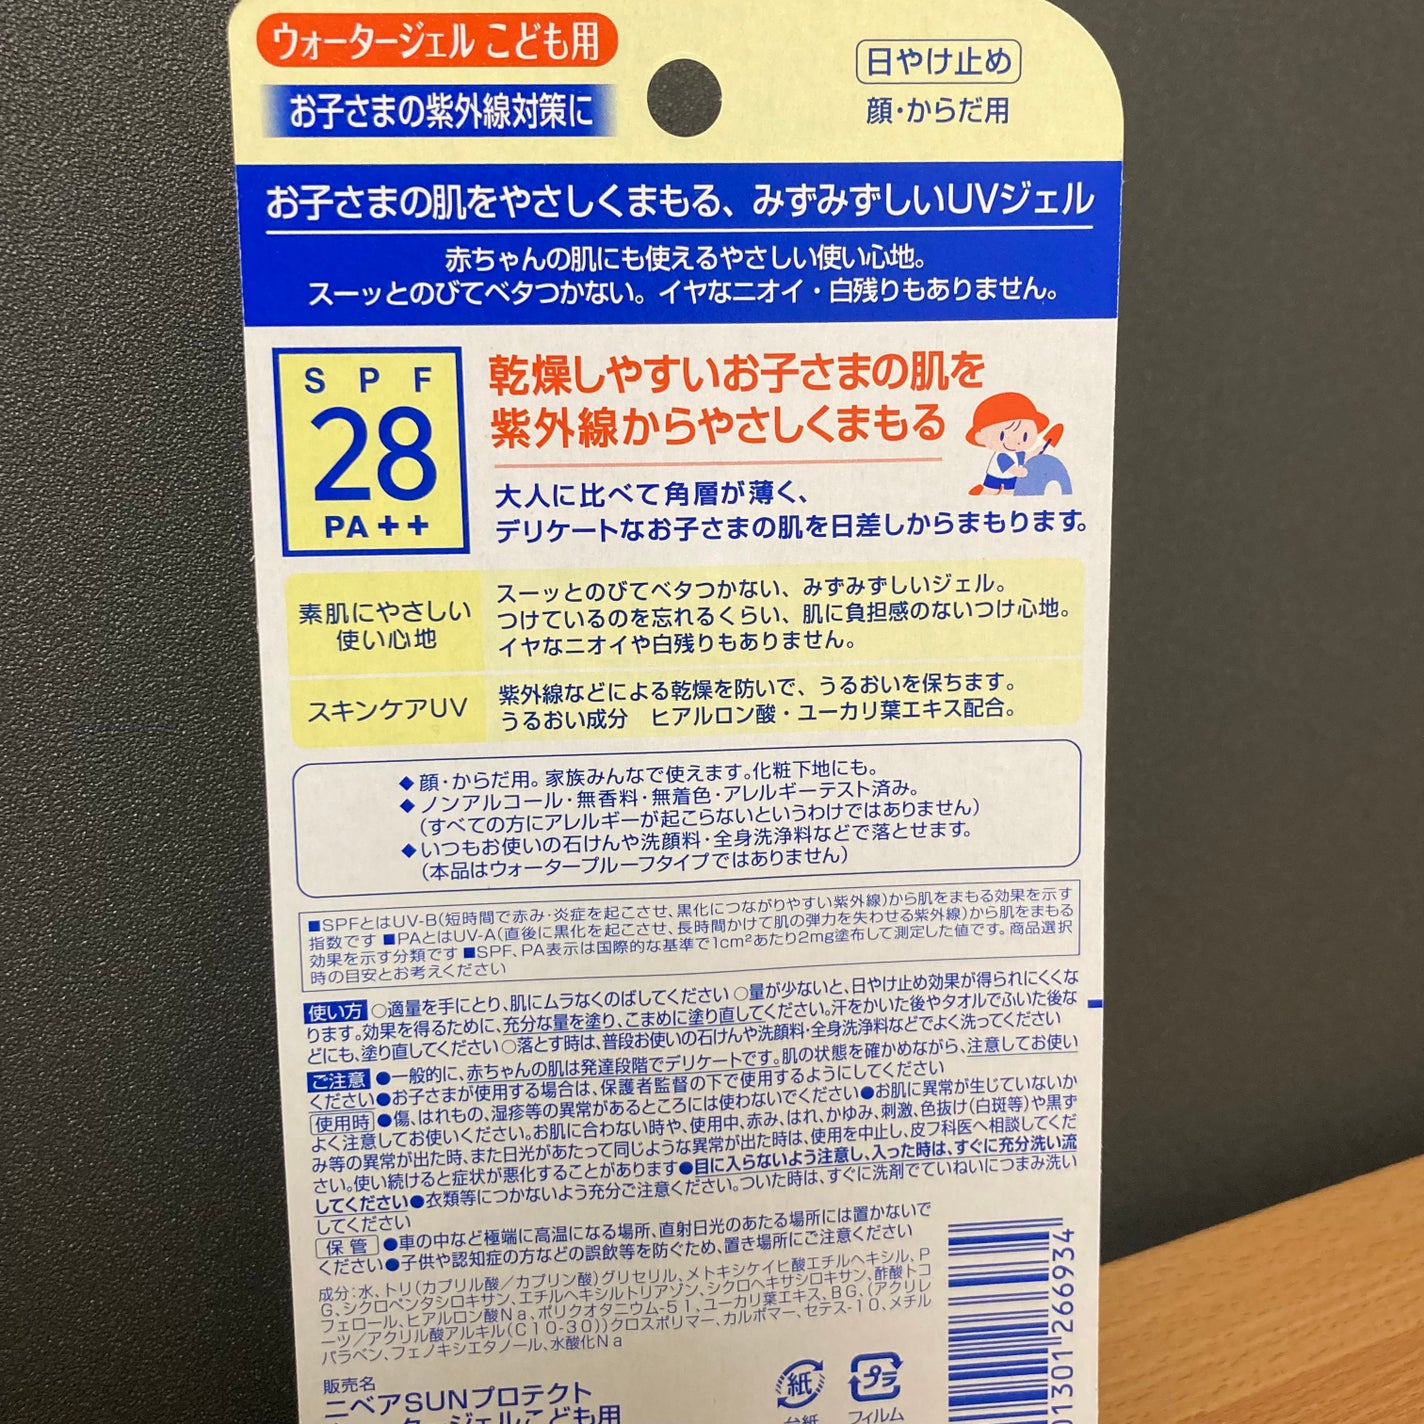 ウォータージェル こども用
お子さまの紫外線対策に
日やけ止め
顔・からだ用
お子さまの肌をやさしくまもる、みずみずしいUVジェル
赤ちゃんの肌にも使えるやさしい使い心地。
スーッとのびてベタつかない。イヤなニオイ・白残りもありません。
SPF
28
PA++
乾燥しやすいお子さまの肌を
紫外線からやさしくまもる
大人に比べて角層が薄く、
デリケートなお子さまの肌を日差しからまもります。
素肌にやさしい
使い心地
スーッとのびてベタつかない、みずみずしいジェル。
つけているのを忘れるくらい、肌に負担感のないつけ心地。
イヤなニオイや白残りもありません。
スキンケアUV
紫外線などによる乾燥を防いで、うるおいを保ちます。
うるおい成分 ヒアルロン酸・ユーカリ葉エキス配合。
◆顔・からだ用。家族みんなで使えます。化粧下地にも。
◆ノンアルコール・無香料・無着色・アレルギーテスト済み。
(すべての方にアレルギーが起こらないというわけではありません)
◆いつもお使いの石けんや洗顔料・全身洗浄料などで落とせます。
(本品はウォータープルーフタイプではありません)
■SPFとはUV-B(短時間で赤み・炎症を起こさせ、黒化につながりやすい紫外線)から肌をまもる効果を示す
指数です ■PAとはUV-A(直後に黒化を起こさせ、長時間かけて肌の弾力を失わせる紫外線)から肌をまもる
効果を示す分類です ■SPF、PA表示は国際的な基準で1cm²あたり2mg塗布して測定した値です。商品選択
時の目安とお考えください
使い方 ○適量を手にとり、肌にムラなくのばしてください ○量が少ないと、日やけ止め効果が得られにくくな
ります。効果を得るために、充分な量を塗り、こまめに塗り直してください。汗をかいた後やタオルでふいた後な
どにも、塗り直してください ○落とす時は、普段お使いの石けんや洗顔料・全身洗浄料などでよく洗ってください
ご注意 ●一般的に、赤ちゃんの肌は発達段階でデリケートです。肌の状態を確かめながら、注意してお使い
ください●お子さまが使用する場合は、保護者監督の下で使用するようにしてください
使用時 ●傷、はれもの、湿疹等の異常があるところには使わないでください●お肌に異常が生じていないか
よく注意してお使いください。お肌に合わない時や、使用中、赤み、はれ、かゆみ、刺激、色抜け(白斑等)や黒ず
み等の異常が出た時、また日光があたって同じような異常が出た時は、使用を中止し、皮フ科医へ相談してくだ
さい。使い続けると症状が悪化することがあります●目に入らないよう注意し、入った時は、すぐに充分洗い流
してください●衣類等につかないよう充分ご注意ください。ついた時は、すぐに洗剤でていねいにつまみ洗い
してください
保管 ●車の中など極端に高温になる場所、直射日光のあたる場所には置かないで
ください●子供や認知症の方などの誤飲等を防ぐため、置き場所にご注意ください
成分:水、トリ(カプリル酸/カプリン酸)グリセリル、メトキシケイヒ酸エチルヘキシル、P
G、シクロペンタシロキサン、エチルヘキシルトリアゾン、シクロヘキサシロキサン、酢酸トコ
フェロール、ヒアルロン酸Na、ポリクオタニウム-51、ユーカリ葉エキス、BG、(アクリレ
ーツ/アクリル酸アルキル(C10-30))クロスポリマー、カルボマー、セテス-10、メチル
パラベン、フェノキシエタノール、水酸化Na
販売名
ニベアSUNプロテクト
ウォータージェルこども用
紙
台紙
プラ
フィルム
01301 266934